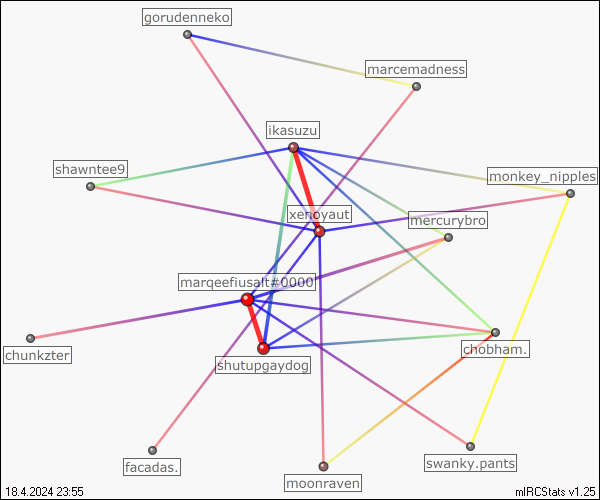 gorudenneko
marcemadness
ikasuzu
shawntee9
monkey_nipples
xenoyaut
mercurybro
marqeefiusalt#0000
chunkzter
shutupgaydog
chobham.
facadas.
swanky.pants
moonraven
18.4.2024 23:55
mIRCStats v1.25